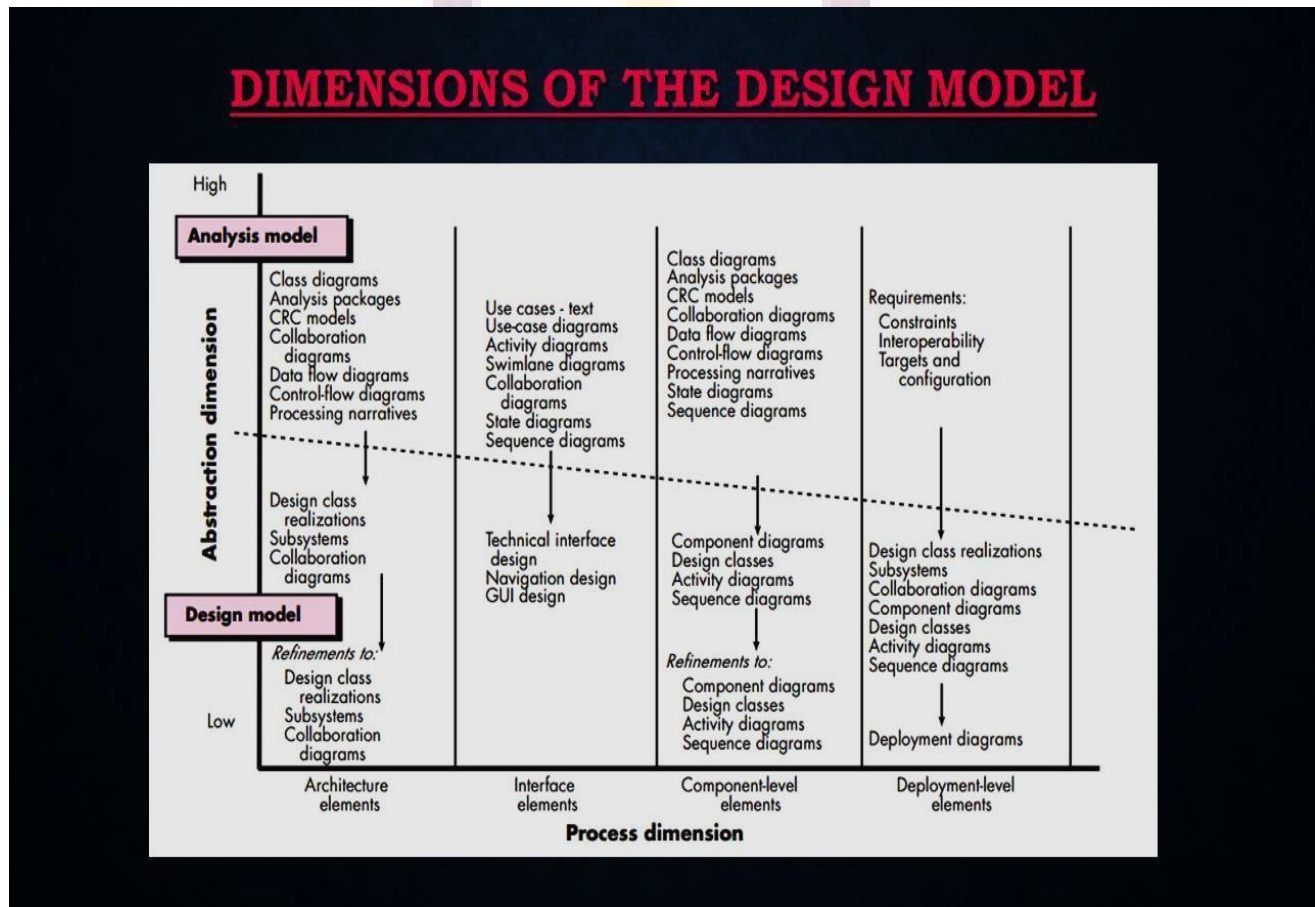 DIMENSIONS OF THE DESIGN MODEL
High
Analysis model
Abstraction dimension
Design model
Low
Class diagrams
Analysis packages
CRC models
Collaboration
diagrams
Data flow diagrams
Control-flow diagrams
Processing narratives
Design class
realizations
Subsystems
Collaboration
diagrams
Refinements to:
Design class
realizations
Subsystems
Collaboration
diagrams
Architecture
elements
Use cases - text
Use-case diagrams
Activity diagrams
Swimlane diagrams
Collaboration
diagrams
State diagrams
Sequence diagrams
Technical interface
design
Navigation design
GUI design
Interface
elements
Class diagrams
Analysis packages
CRC models
Collaboration diagrams
Data flow diagrams
Control-flow diagrams
Processing narratives
State diagrams
Sequence diagrams
Component diagrams
Design classes
Activity diagrams
Sequence diagrams
Refinements to:
Component diagrams
Design classes
Activity diagrams
Sequence diagrams
Component-level
elements
Requirements:
Constraints
Interoperability
Targets and
configuration
Design class realizations
Subsystems
Collaboration diagrams
Component diagrams
Design classes
Activity diagrams
Sequence diagrams
Deployment diagrams
Deployment-level
elements
Process dimension